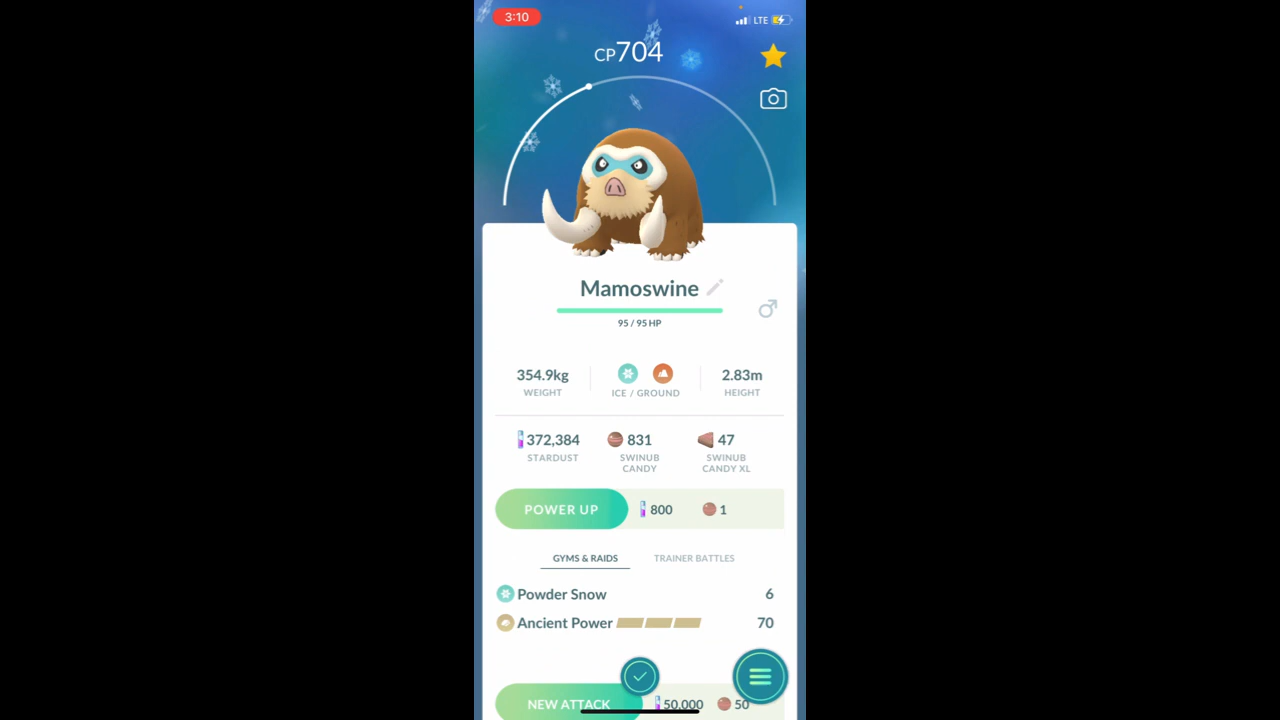 3:10
LTE
CP704
Mamoswine
95 / 95 HP
354.9kg
WEIGHT
ICE / GROUND
2.83m
HEIGHT
372,384
STARDUST
831
SWINUB
CANDY
47
SWINUB
CANDY XL
POWER UP 800 1
GYMS & RAIDS TRAINER BATTLES
Powder Snow 6
Ancient Power 70
NEW ATTACK 50,000 50